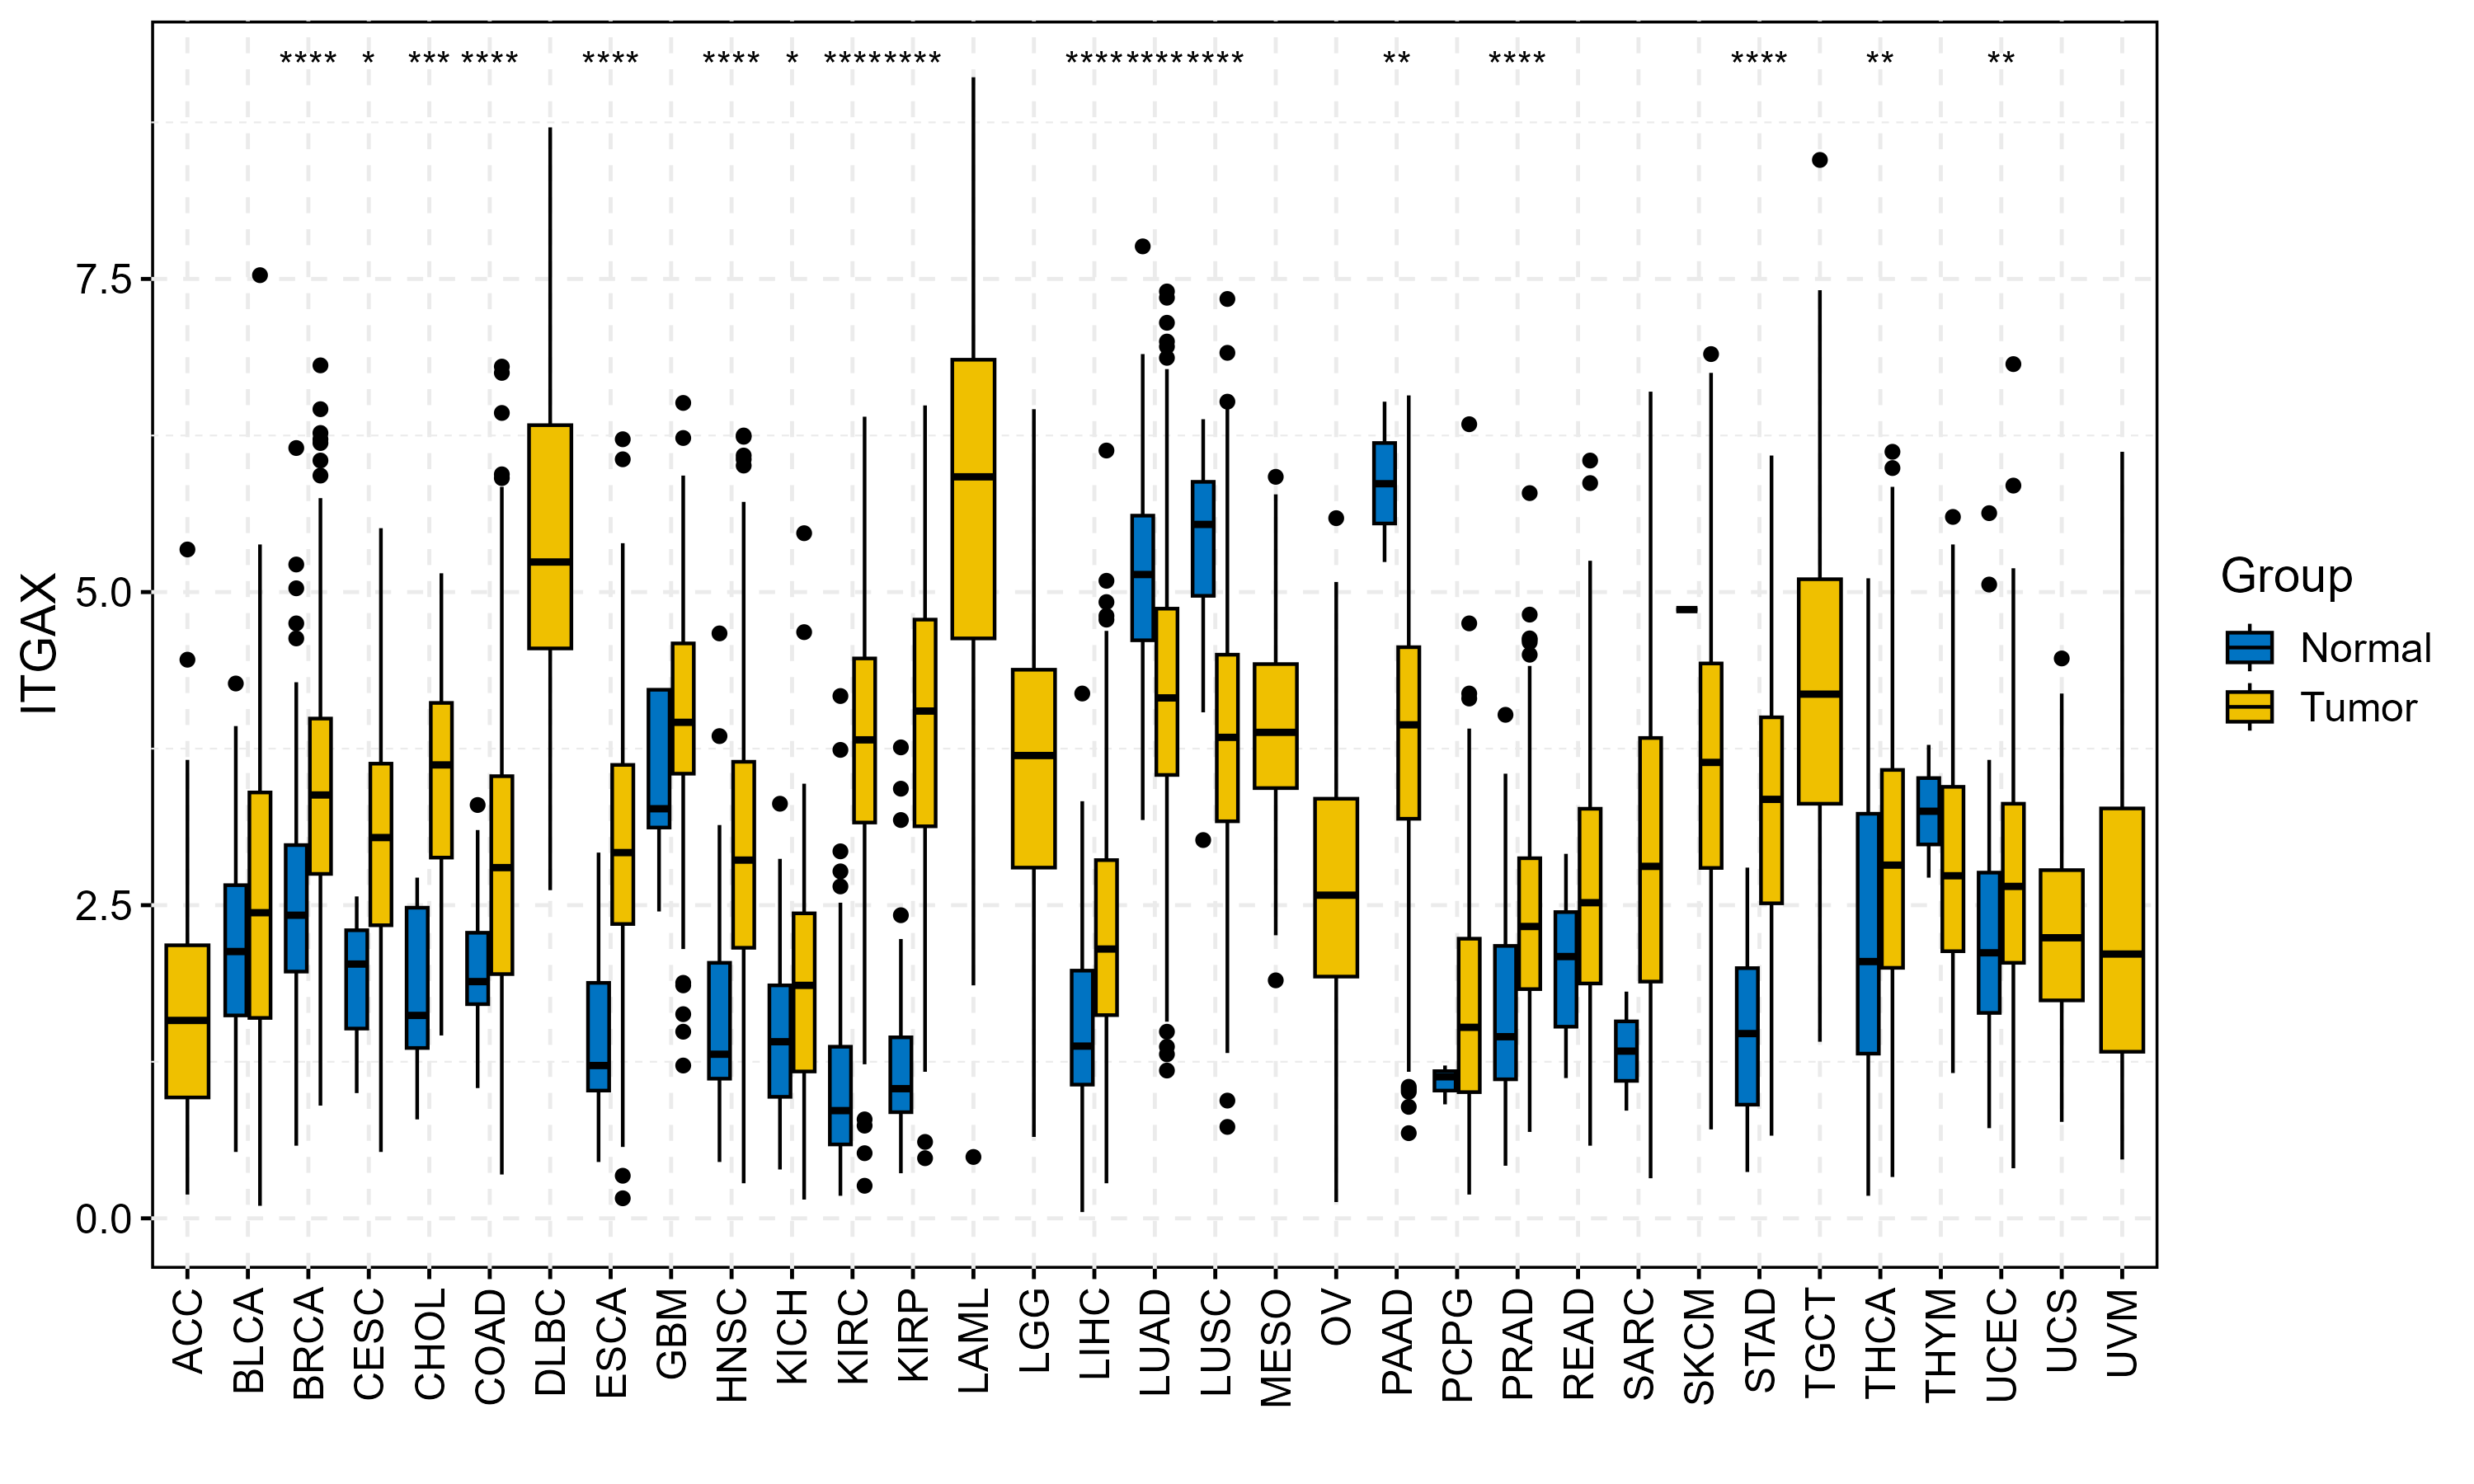 **** * *** **** **** **** * **** **** **** **** **** ** **** **** ** **
ITGAX
7.5
5.0
2.5
0.0
ACC BLCA BRCA CESC CHOL COAD DLBC ESCA GBM HNSC KICH KIRC KIRP LAML LGG LIHC LUAD LUSC MESO OV PAAD PCPG PRAD READ SARC SKCM STAD TGCT THCA THYM UCEC UCS UVM
Group
Normal
Tumor